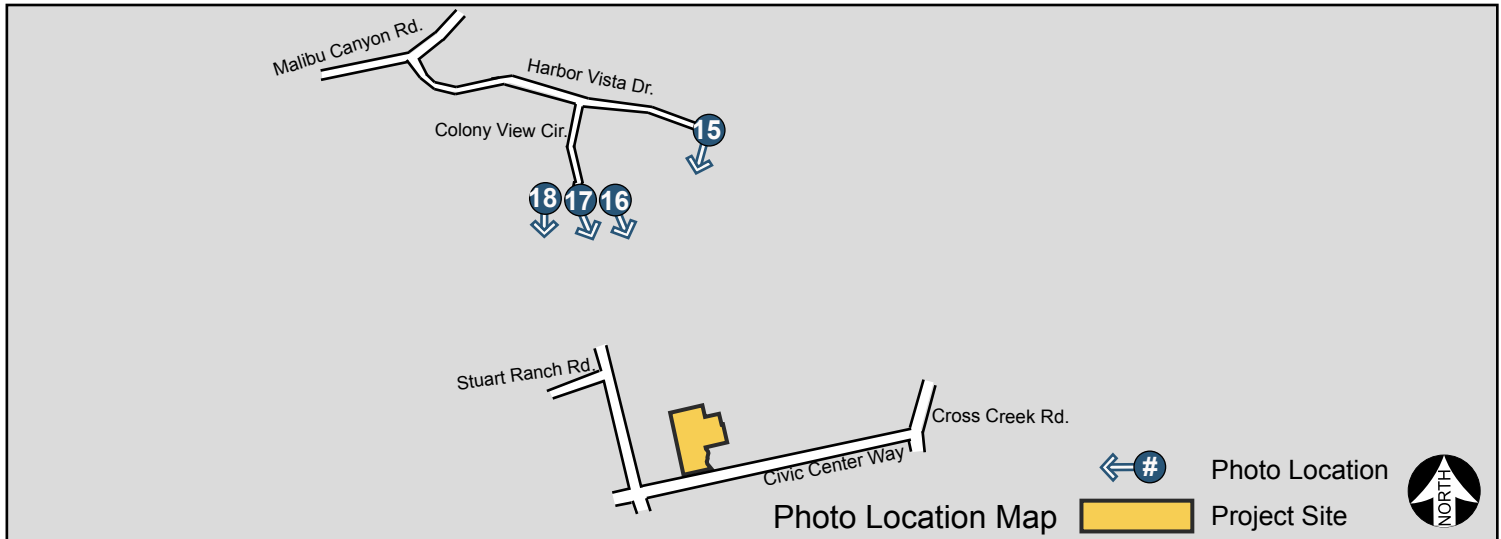 Malibu Canyon Rd.
Harbor Vista Dr.
Colony View Cir.
15
18
17
16
Stuart Ranch Rd.
Cross Creek Rd.
Civic Center Way
# Photo Location
Photo Location Map
Project Site
NORTH